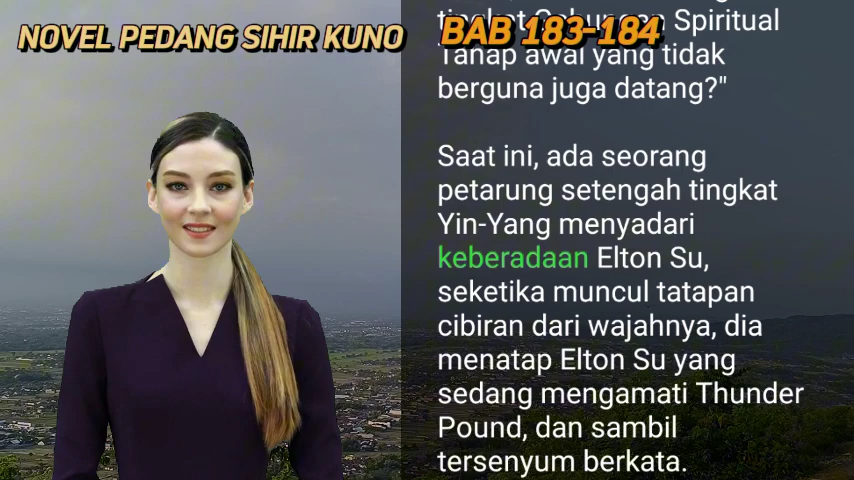 NOVEL PEDANG SIHIR KUNO
BAB 183-184
Spiritual
Tahap awal yang tidak
berguna juga datang?"
Saat ini, ada seorang
petarung setengah tingkat
Yin-Yang menyadari
keberadaan Elton Su,
seketika muncul tatapan
cibiran dari wajahnya, dia
menatap Elton Su yang
sedang mengamati Thunder
Pound, dan sambil
tersenyum berkata.